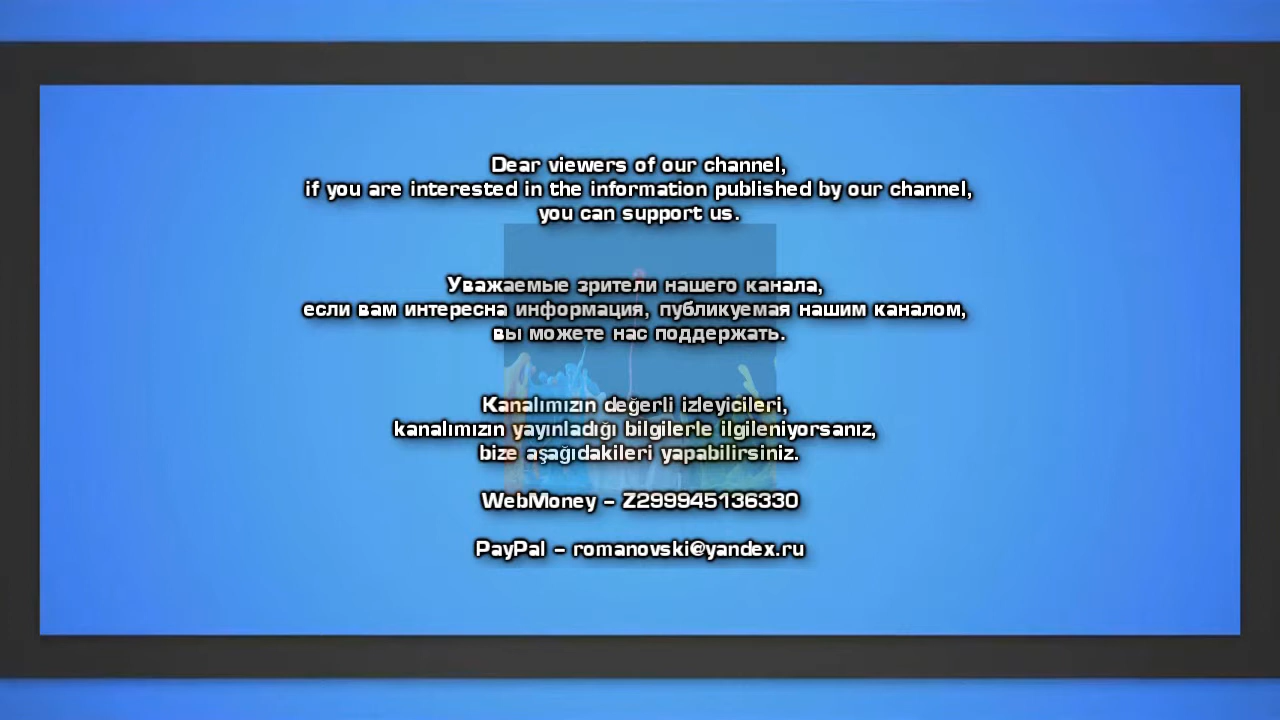 Dear viewers of our channel,
if you are interested in the information published by our channel,
you can support us.
Уважаемые зрители нашего канала,
если вам интересна информация, публикуемая нашим каналом,
вы можете нас поддержать.
Kanalımızın değerli izleyicileri,
kanalımızın yayınladığı bilgilerle ilgileniyorsanız,
bize aşağıdakileri yapabilirsiniz.
WebMoney - Z299945136330
PayPal - romanovski@yandex.ru